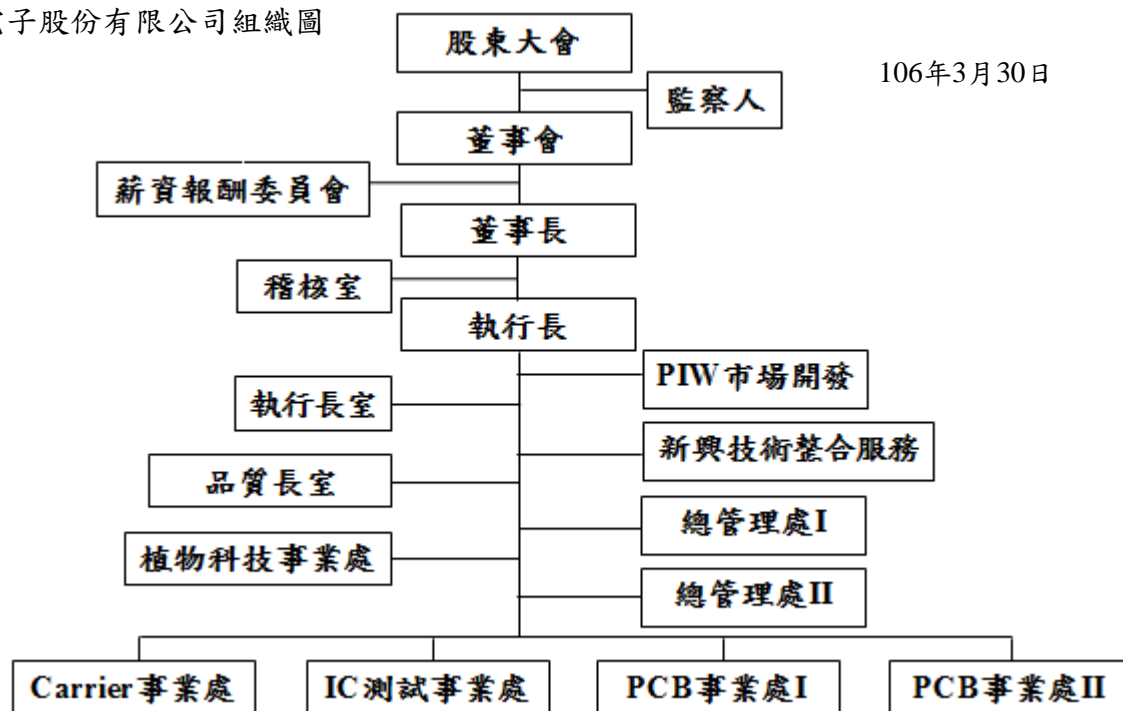 子股份有限公司組織圖
股東大會
106年3月30日
監察人
董事會
薪資報酬委員會
董事長
稽核室
執行長
PIW市場開發
執行長室
新興技術整合服務
品質長室
總管理處I
植物科技事業處
總管理處II
Carrier事業處
IC測試事業處
PCB事業處I
PCB事業處II